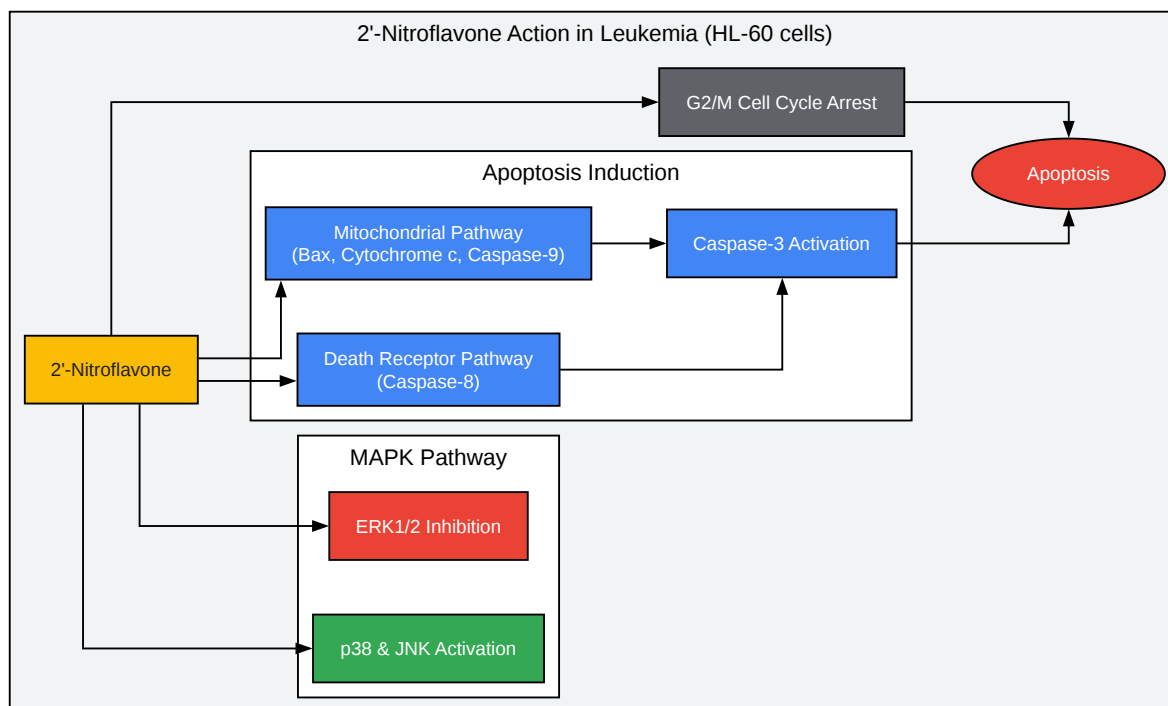 2'-Nitroflavone Action in Leukemia (HL-60 cells)
G2/M Cell Cycle Arrest
Apoptosis
Apoptosis Induction
Mitochondrial Pathway
(Bax, Cytochrome c, Caspase-9)
Caspase-3 Activation
2'-Nitroflavone
Death Receptor Pathway
(Caspase-8)
MAPK Pathway
ERK1/2 Inhibition
p38 & JNK Activation